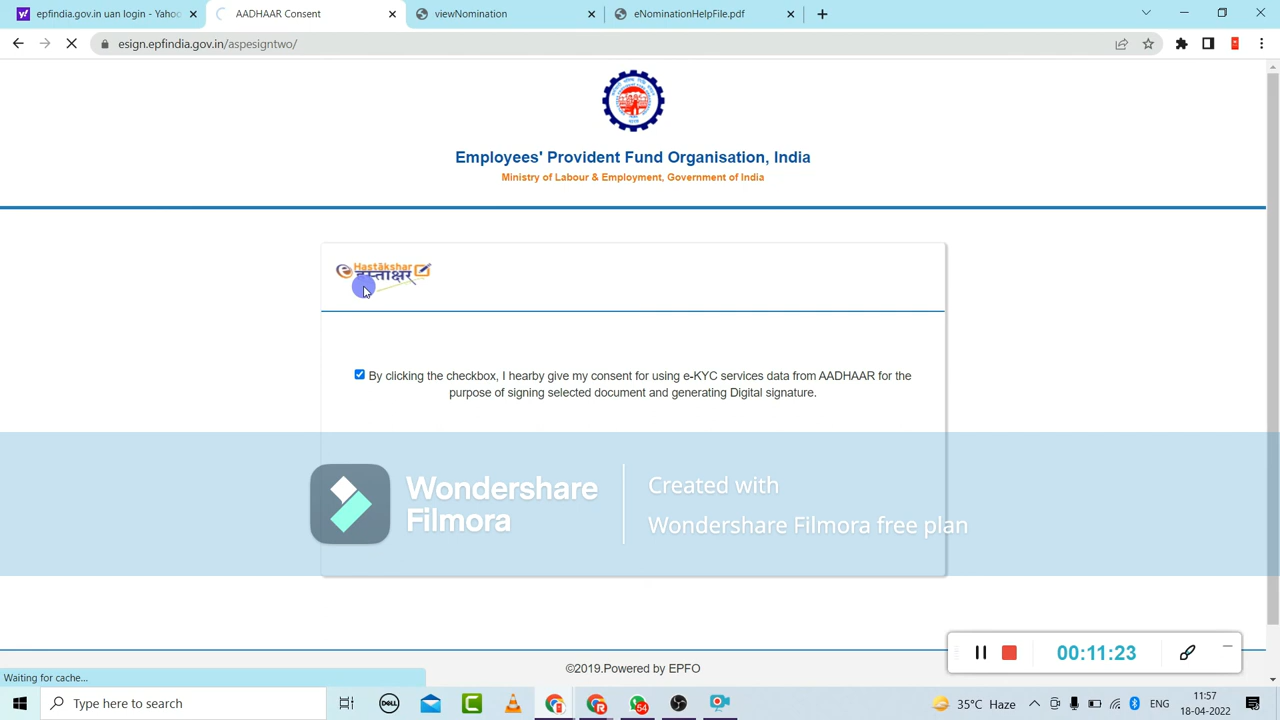 epfindia.gov.in uan login - Yahoo
AADHAAR Consent
viewNomination
eNominationHelpFile.pdf
esign.epfindia.gov.in/aspesigntwo/
Employees' Provident Fund Organisation, India
Ministry of Labour & Employment, Government of India
e Hastākshar
हस्ताक्षर
By clicking the checkbox, I hearby give my consent for using e-KYC services data from AADHAAR for the
purpose of signing selected document and generating Digital signature.
Wondershare
Filmora
Created with
Wondershare Filmora free plan
00:11:23
©2019.Powered by EPFO
Waiting for cache...
Type here to search
DELL
54
35°C Haze
ENG
11:57
18-04-2022